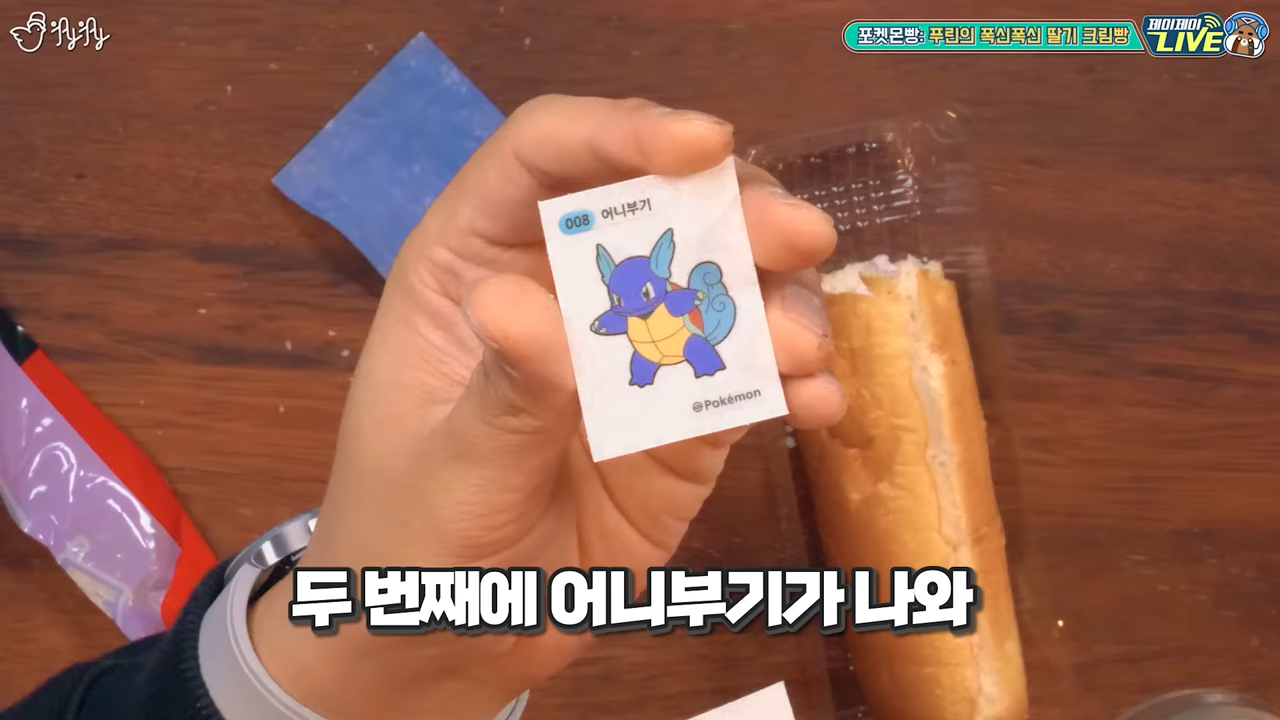 포켓몬빵: 푸린의 폭신폭신 딸기 크림빵
제이제이
LIVE
008 어니부기
@Pokémon
두 번째에 어니부기가 나와